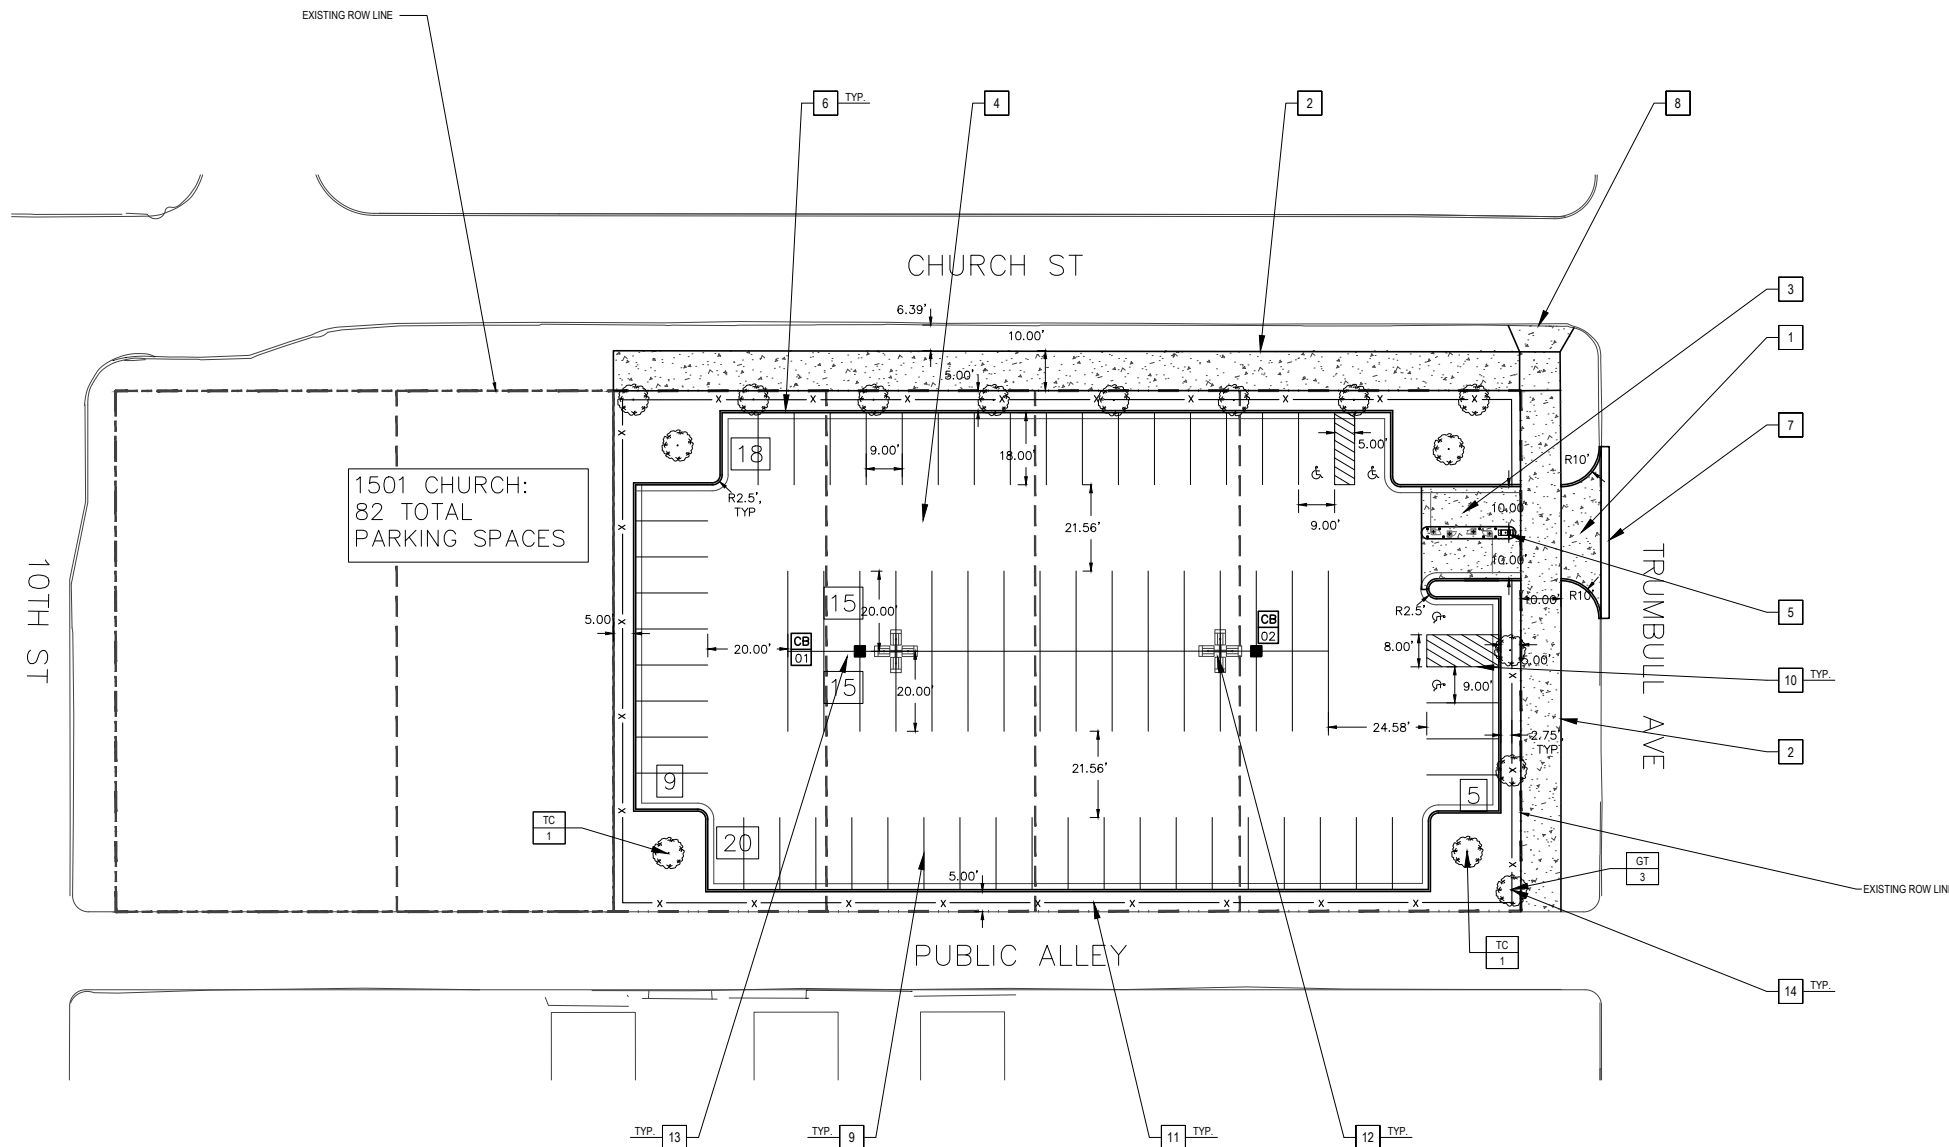 EXISTING ROW LINE
6 TYP.
4
2
8
CHURCH ST
3
6.39'
10.00'
1
5.00'
7
18
9.00'
18.00'
5.00'
R10'
1501 CHURCH:
82 TOTAL
PARKING SPACES
R2.5',
TYP
9.00'
10.00'
21.56'
10TH ST
TRUMBULL AVE
10.00'
15
20.00'
R2.5'
10.00'
R10'
5
5.00'
CB
01
CB
02
20.00'
8.00'
5.00'
15
20.00'
9.00'
10 TYP.
24.58'
2.75',
TYP
2
21.56'
9
5
TC
1
20
GT
3
5.00'
EXISTING ROW LIN
PUBLIC ALLEY
TC
1
14 TYP.
TYP. 13
TYP. 9
11 TYP.
12 TYP.